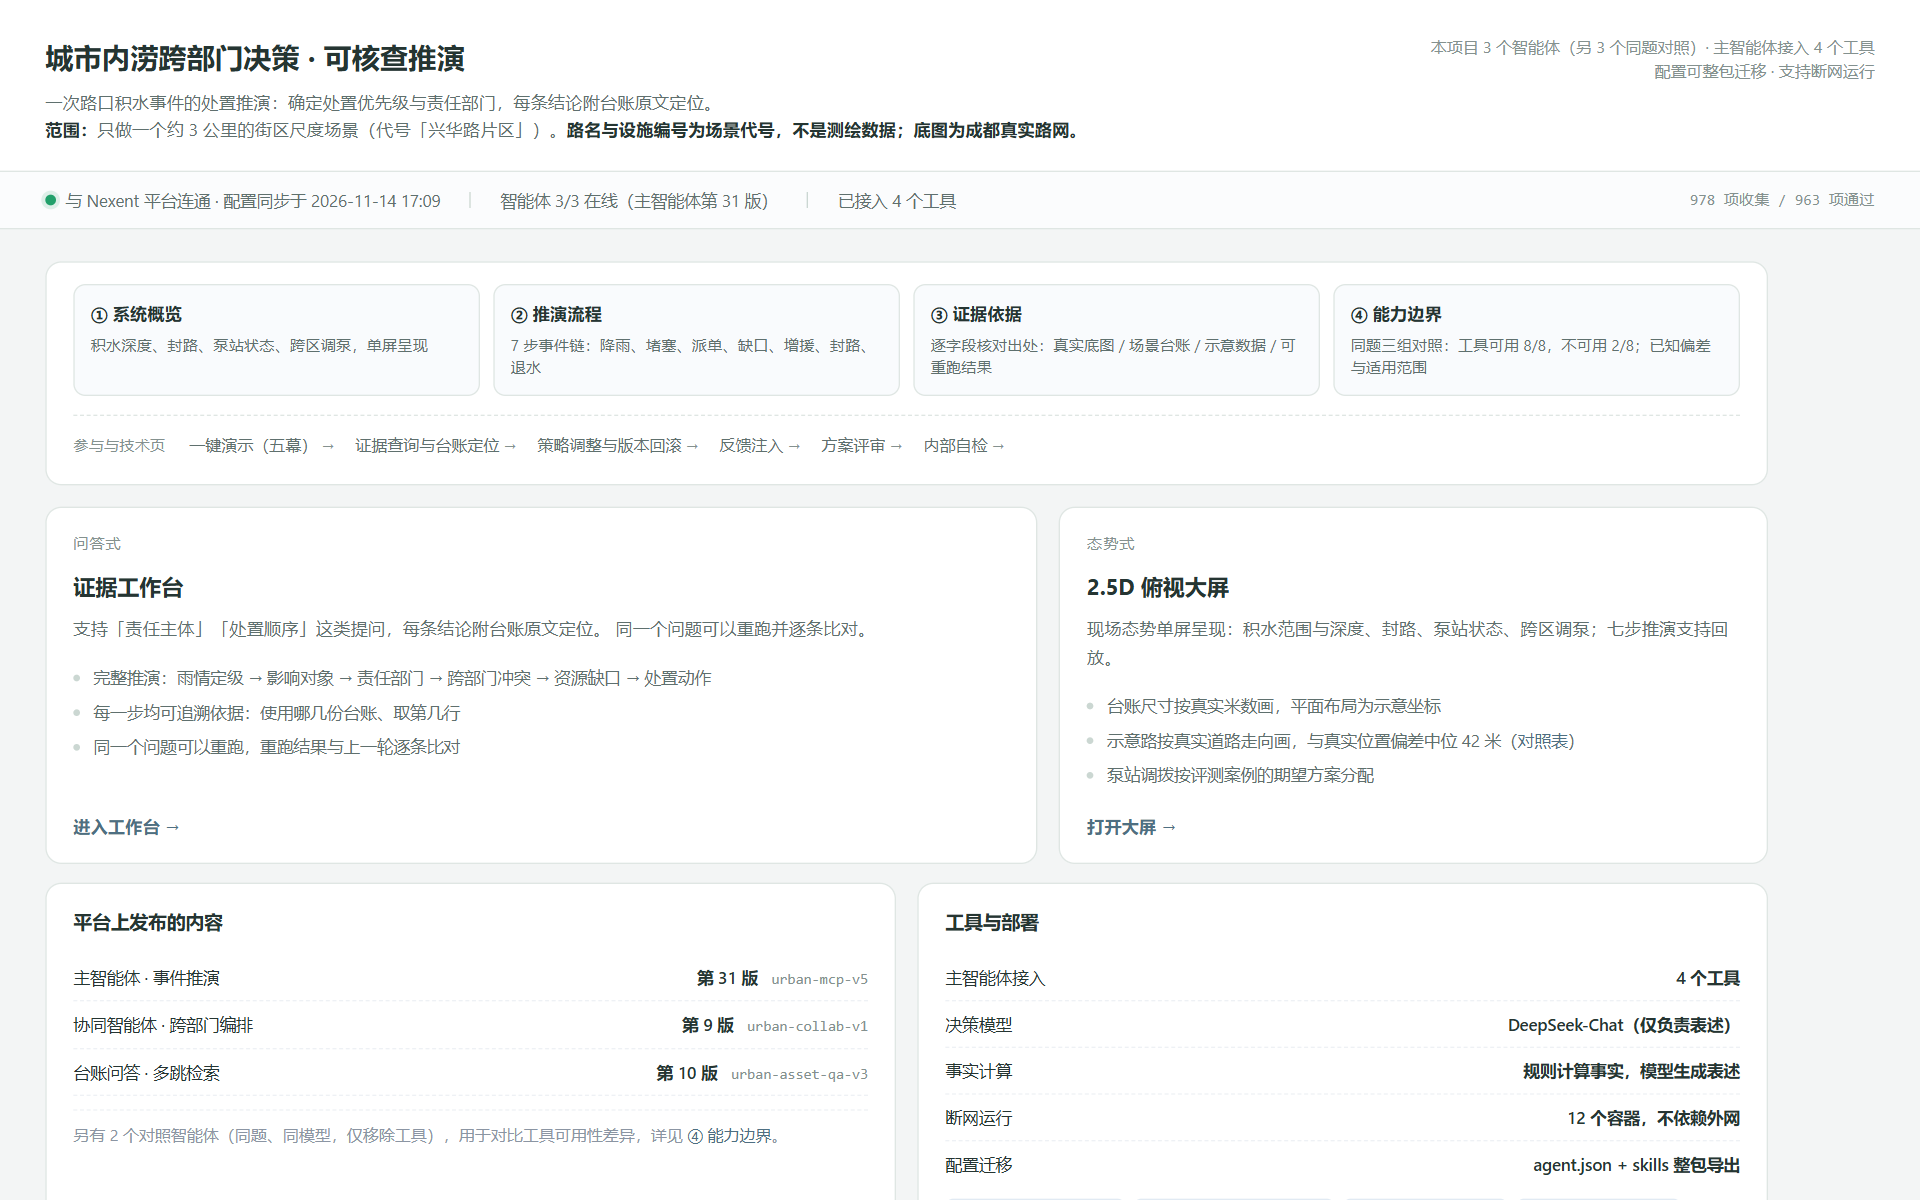 城市内涝跨部门决策 · 可核查推演
本项目 3 个智能体（另 3 个同题对照）· 主智能体接入 4 个工具
配置可整包迁移 · 支持断网运行
一次路口积水事件的处置推演：确定处置优先级与责任部门，每条结论附台账原文定位。
范围：只做一个约 3 公里的街区尺度场景（代号「兴华路片区」）。路名与设施编号为场景代号，不是测绘数据；底图为成都真实路网。
与 Nexent 平台连通 · 配置同步于 2026-11-14 17:09
智能体 3/3 在线（主智能体第 31 版）
已接入 4 个工具
978 项收集 / 963 项通过
① 系统概览
积水深度、封路、泵站状态、跨区调泵，单屏呈现
② 推演流程
7 步事件链：降雨、堵塞、派单、缺口、增援、封路、
退水
③ 证据依据
逐字段核对出处：真实底图 / 场景台账 / 示意数据 / 可
重跑结果
④ 能力边界
同题三组对照：工具可用 8/8，不可用 2/8；已知偏差
与适用范围
参与与技术页 一键演示（五幕） → 证据查询与台账定位 → 策略调整与版本回滚 → 反馈注入 → 方案评审 → 内部自检 →
问答式
证据工作台
支持「责任主体」「处置顺序」这类提问，每条结论附台账原文定位。 同一个问题可以重跑并逐条比对。
完整推演：雨情定级 → 影响对象 → 责任部门 → 跨部门冲突 → 资源缺口 → 处置动作
每一步均可追溯依据：使用哪几份台账、取第几行
同一个问题可以重跑，重跑结果与上一轮逐条比对
进入工作台 →
态势式
2.5D 俯视大屏
现场态势单屏呈现：积水范围与深度、封路、泵站状态、跨区调泵；七步推演支持回
放。
台账尺寸按真实米数画，平面布局为示意坐标
示意路按真实道路走向画，与真实位置偏差中位 42 米（对照表）
泵站调拨按评测案例的期望方案分配
打开大屏 →
平台上发布的内容
主智能体 · 事件推演 第 31 版 urban-mcp-v5
协同智能体 · 跨部门编排 第 9 版 urban-collab-v1
台账问答 · 多跳检索 第 10 版 urban-asset-qa-v3
另有 2 个对照智能体（同题、同模型，仅移除工具），用于对比工具可用性差异，详见 ④ 能力边界。
工具与部署
主智能体接入 4 个工具
决策模型 DeepSeek-Chat（仅负责表述）
事实计算 规则计算事实，模型生成表述
断网运行 12 个容器，不依赖外网
配置迁移 agent.json + skills 整包导出